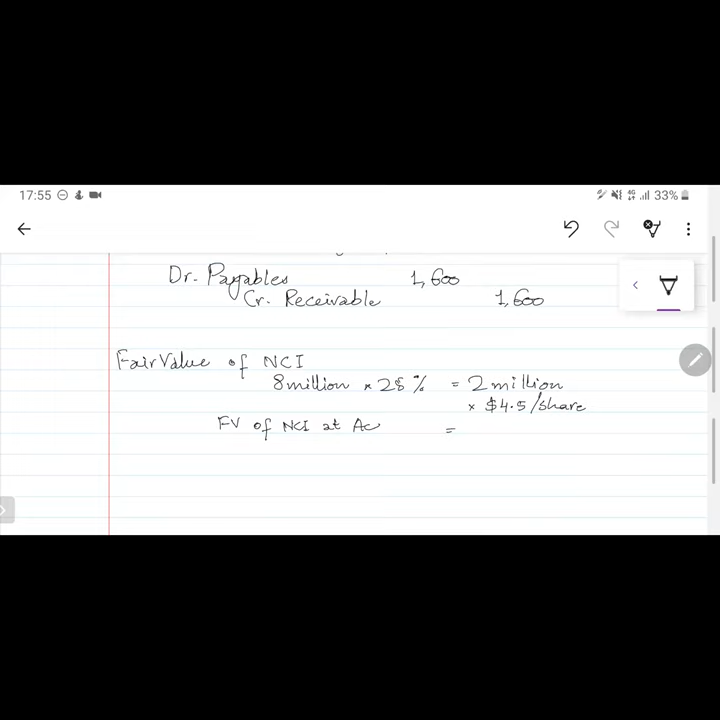 17:55 4G 33%
Dr. Payables 1,600
Cr. Receivable 1,600
Fair Value of NCI
8 million × 25 % = 2 million
× $4.5/share
FV of NCI at Ac =